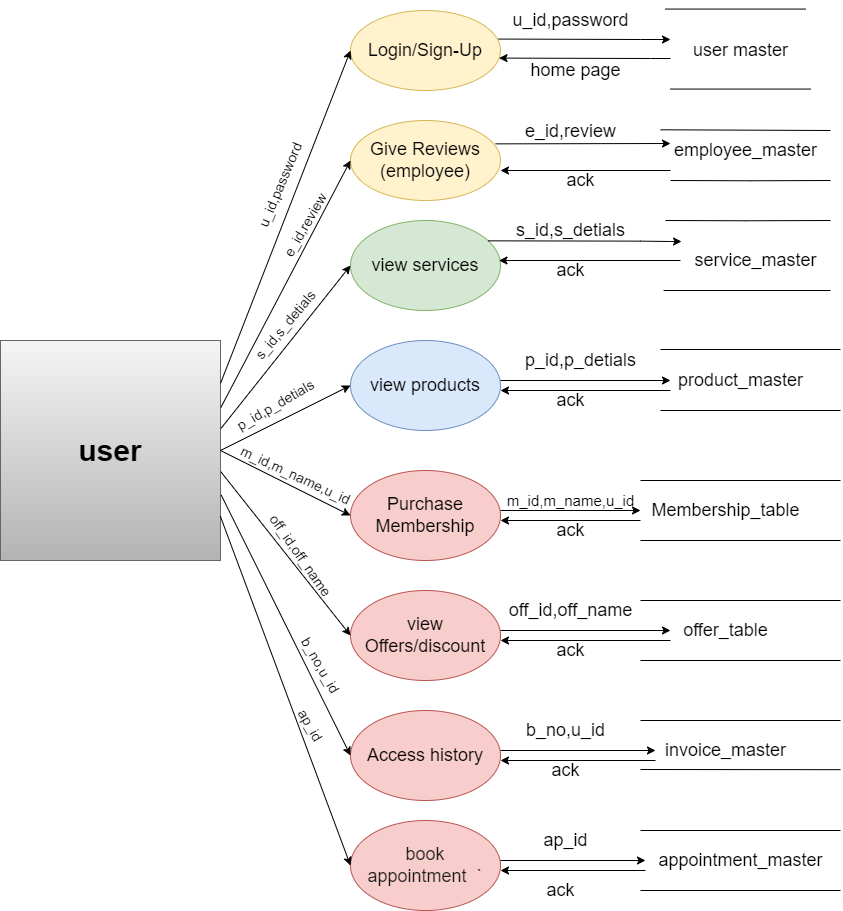 u_id,password
Login/Sign-Up
user master
home page
u_id,password
e_id,review
Give Reviews
(employee)
employee_master
ack
e_id,review
s_id,s_detials
view services
service_master
ack
s_id,s_detials
p_id,p_detials
view products
product_master
ack
p_id,p_detials
user
m_id,m_name,u_id
Purchase
Membership
m_id,m_name,u_id
Membership_table
ack
off_id,off_name
view
Offers/discount
off_id,off_name
offer_table
ack
b_no,u_id
b_no,u_id
Access history
invoice_master
ack
ap_id
ap_id
book
appointment `
appointment_master
ack